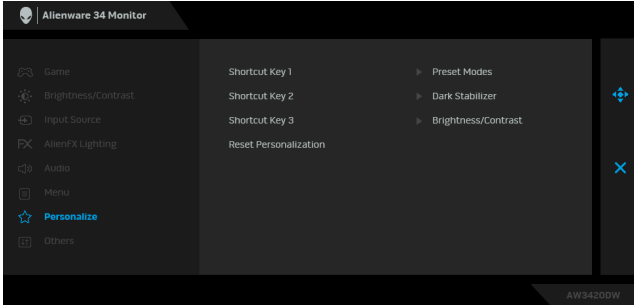 Alienware 34 Monitor
Game
Brightness/Contrast
Input Source
AlienFX Lighting
Audio
Menu
Personalize
Others
Shortcut Key 1 Preset Modes
Shortcut Key 2 Dark Stabilizer
Shortcut Key 3 Brightness/Contrast
Reset Personalization
AW3420DW